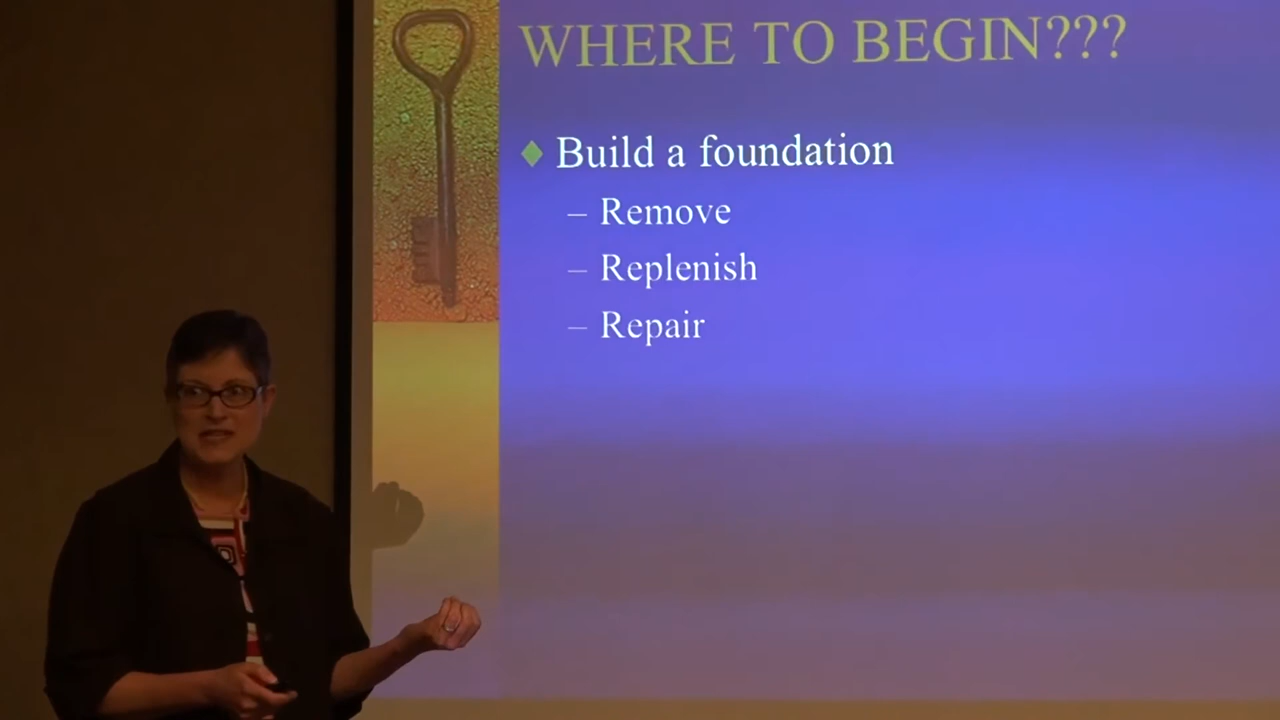 WHERE TO BEGIN???
Build a foundation
– Remove
– Replenish
– Repair